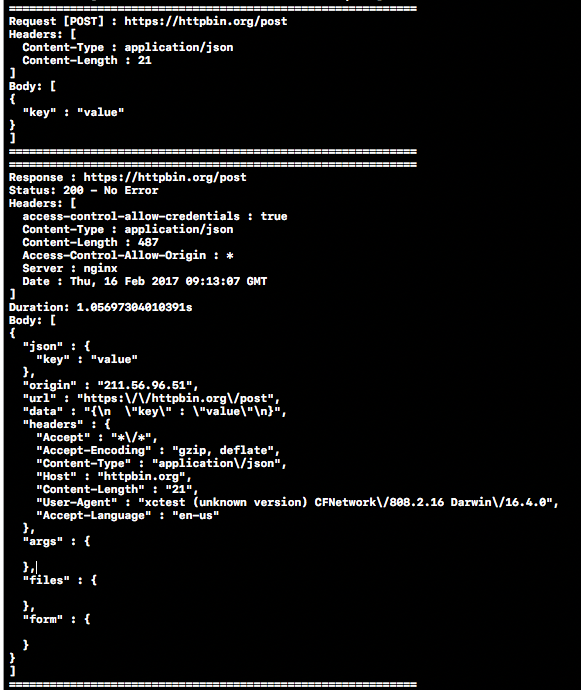 =============================================================
Request [POST] : https://httpbin.org/post
Headers: [
  Content-Type : application/json
  Content-Length : 21
]
Body: [
{
  "key" : "value"
}
]
=============================================================
=============================================================
Response : https://httpbin.org/post
Status: 200 - No Error
Headers: [
  access-control-allow-credentials : true
  Content-Type : application/json
  Content-Length : 487
  Access-Control-Allow-Origin : *
  Server : nginx
  Date : Thu, 16 Feb 2017 09:13:07 GMT
]
Duration: 1.05697304010391s
Body: [
{
  "json" : {
    "key" : "value"
  },
  "origin" : "211.56.96.51",
  "url" : "https:\/\/httpbin.org\/post",
  "data" : "{\n  \"key\" : \"value\"\n}",
  "headers" : {
    "Accept" : "*\/*",
    "Accept-Encoding" : "gzip, deflate",
    "Content-Type" : "application\/json",
    "Host" : "httpbin.org",
    "Content-Length" : "21",
    "User-Agent" : "xctest (unknown version) CFNetwork\/808.2.16 Darwin\/16.4.0",
    "Accept-Language" : "en-us"
  },
  "args" : {

  },
  "files" : {

  },
  "form" : {

  }
}
]
=============================================================